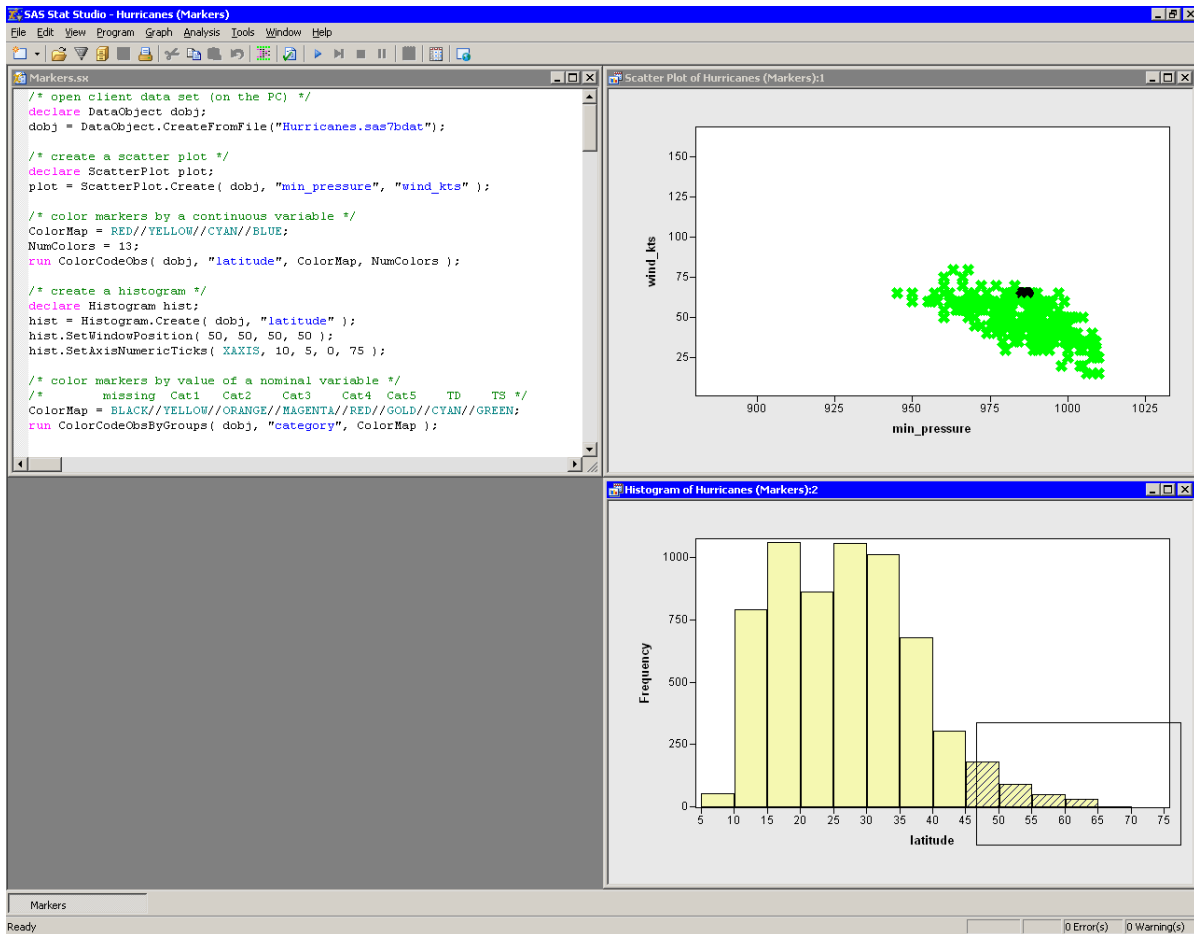 SAS Stat Studio - Hurricanes (Markers)
File Edit View Program Graph Analysis Tools Window Help
Markers.sx
/* open client data set (on the PC) */
declare DataObject dobj;
dobj = DataObject.CreateFromFile("Hurricanes.sas7bdat");
/* create a scatter plot */
declare ScatterPlot plot;
plot = ScatterPlot.Create( dobj, "min_pressure", "wind_kts" );
/* color markers by a continuous variable */
ColorMap = RED//YELLOW//CYAN//BLUE;
NumColors = 13;
run ColorCodeObs( dobj, "latitude", ColorMap, NumColors );
/* create a histogram */
declare Histogram hist;
hist = Histogram.Create( dobj, "latitude" );
hist.SetWindowPosition( 50, 50, 50, 50 );
hist.SetAxisNumericTicks( XAXIS, 10, 5, 0, 75 );
/* color markers by value of a nominal variable */
/* missing Cat1 Cat2 Cat3 Cat4 Cat5 TD TS */
ColorMap = BLACK//YELLOW//ORANGE//MAGENTA//RED//GOLD//CYAN//GREEN;
run ColorCodeObsByGroups( dobj, "category", ColorMap );
Scatter Plot of Hurricanes (Markers):1
150
125
100
75
50
25
wind_kts
900 925 950 975 1000 1025
min_pressure
Histogram of Hurricanes (Markers):2
1000
750
500
250
0
Frequency
5 10 15 20 25 30 35 40 45 50 55 60 65 70 75
latitude
Markers
Ready
0 Error(s) 0 Warning(s)